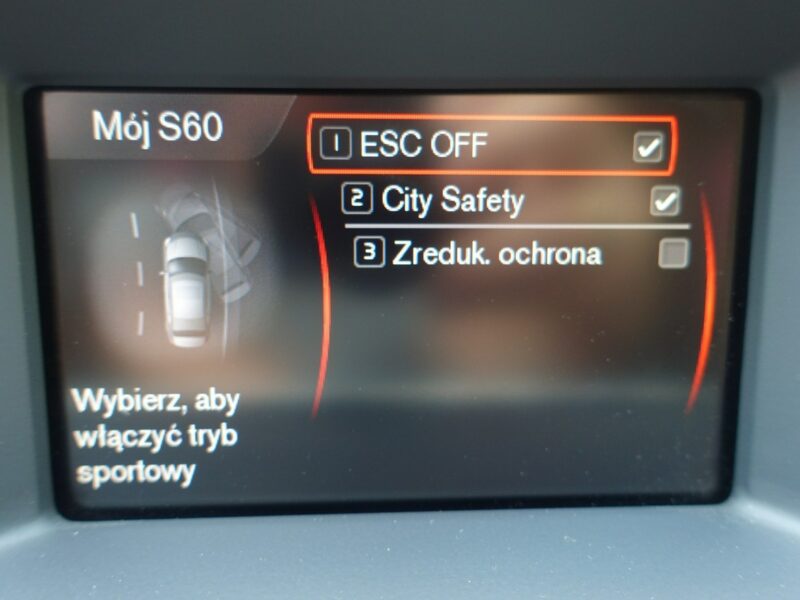 Mój S60
1 ESC OFF
2 City Safety
3 Zreduk. ochrona
Wybierz, aby
włączyć tryb
sportowy